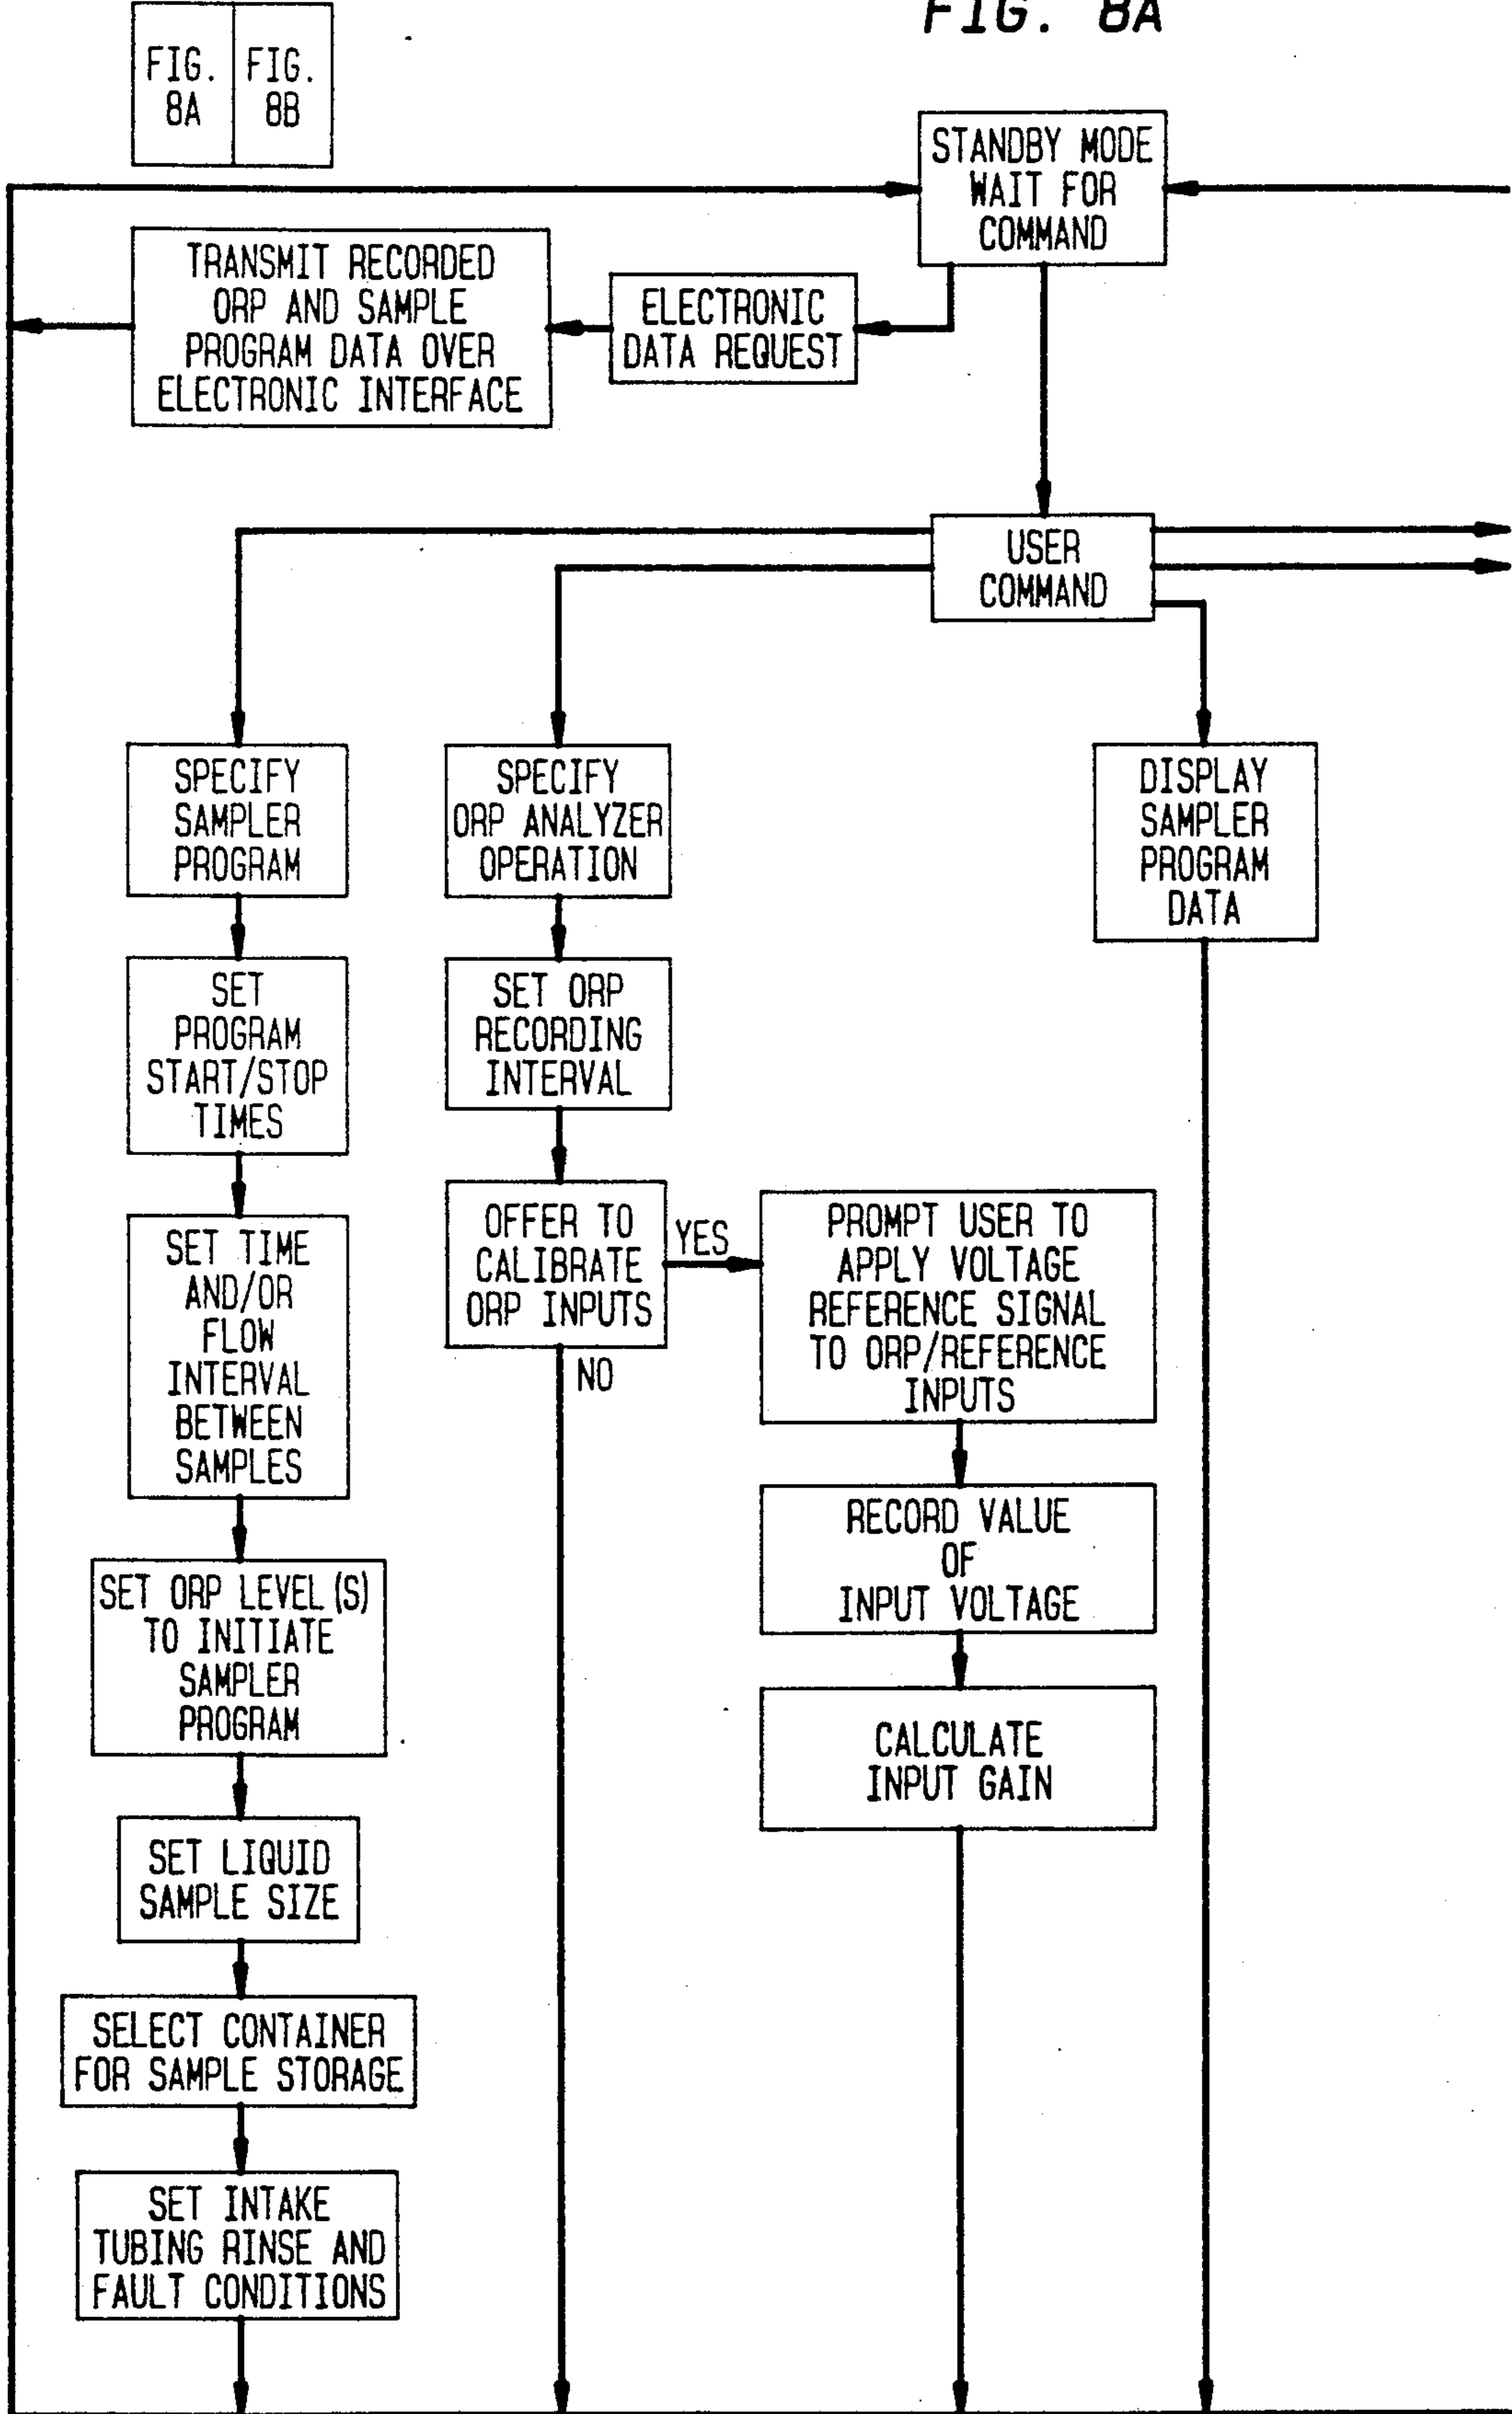 FIG. 8A
FIG.
8A
FIG.
8B
STANDBY MODE
WAIT FOR
COMMAND
TRANSMIT RECORDED
ORP AND SAMPLE
PROGRAM DATA OVER
ELECTRONIC INTERFACE
ELECTRONIC
DATA REQUEST
USER
COMMAND
SPECIFY
SAMPLER
PROGRAM
SPECIFY
ORP ANALYZER
OPERATION
DISPLAY
SAMPLER
PROGRAM
DATA
SET
PROGRAM
START/STOP
TIMES
SET ORP
RECORDING
INTERVAL
SET TIME
AND/OR
FLOW
INTERVAL
BETWEEN
SAMPLES
OFFER TO
CALIBRATE
ORP INPUTS
YES
NO
PROMPT USER TO
APPLY VOLTAGE
REFERENCE SIGNAL
TO ORP/REFERENCE
INPUTS
RECORD VALUE
OF
INPUT VOLTAGE
SET ORP LEVEL(S)
TO INITIATE
SAMPLER
PROGRAM
CALCULATE
INPUT GAIN
SET LIQUID
SAMPLE SIZE
SELECT CONTAINER
FOR SAMPLE STORAGE
SET INTAKE
TUBING RINSE AND
FAULT CONDITIONS